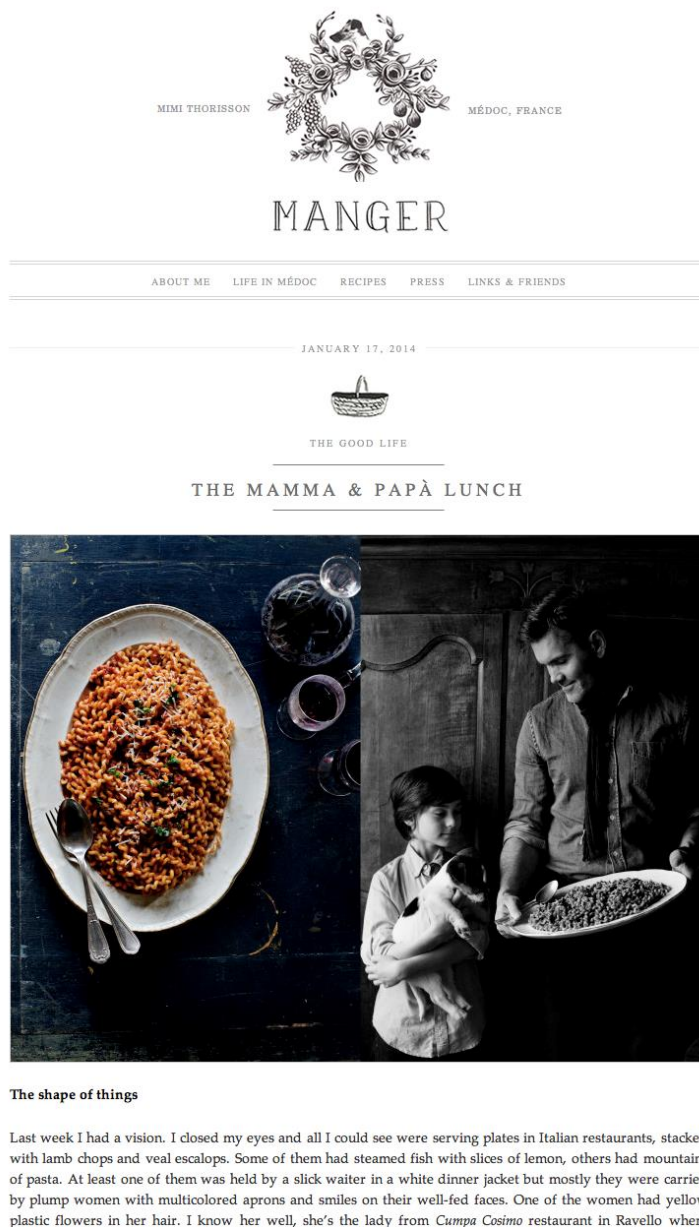 MIMI THORISSON
MÉDOC, FRANCE
MANGER
ABOUT ME LIFE IN MÉDOC RECIPES PRESS LINKS & FRIENDS
JANUARY 17, 2014
THE GOOD LIFE
THE MAMMA & PAPÀ LUNCH
The shape of things
Last week I had a vision. I closed my eyes and all I could see were serving plates in Italian restaurants, stacke
with lamb chops and veal escalops. Some of them had steamed fish with slices of lemon, others had mountain
of pasta. At least one of them was held by a slick waiter in a white dinner jacket but mostly they were carrie
by plump women with multicolored aprons and smiles on their well-fed faces. One of the women had yello
plastic flowers in her hair. I know her well, she's the lady from Cumpa Cosimo restaurant in Ravello whe